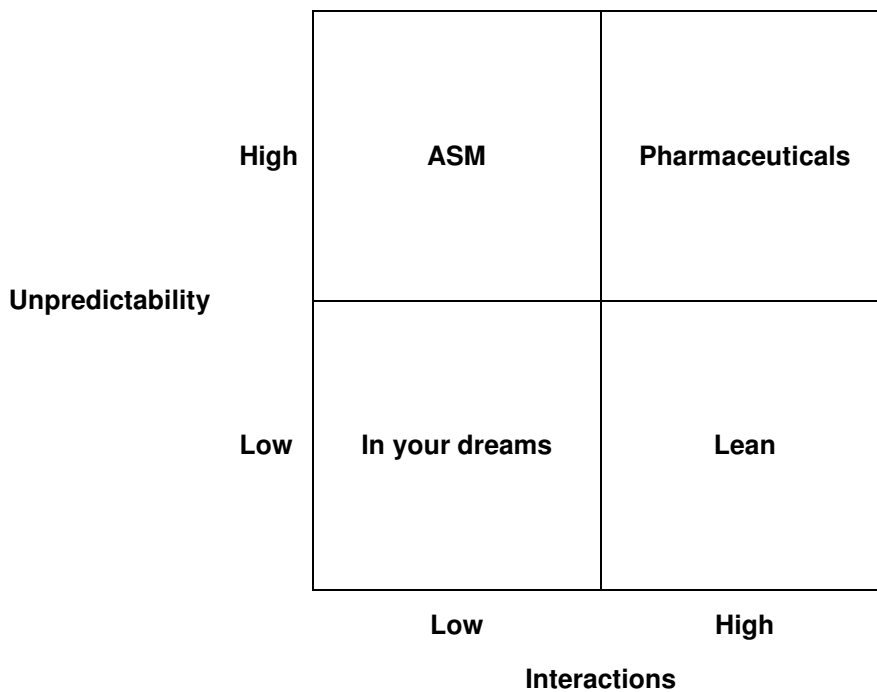 High ASM Pharmaceuticals
Unpredictability
Low In your dreams Lean
Low High
Interactions